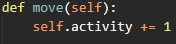 def move(self):
    self.activity += 1